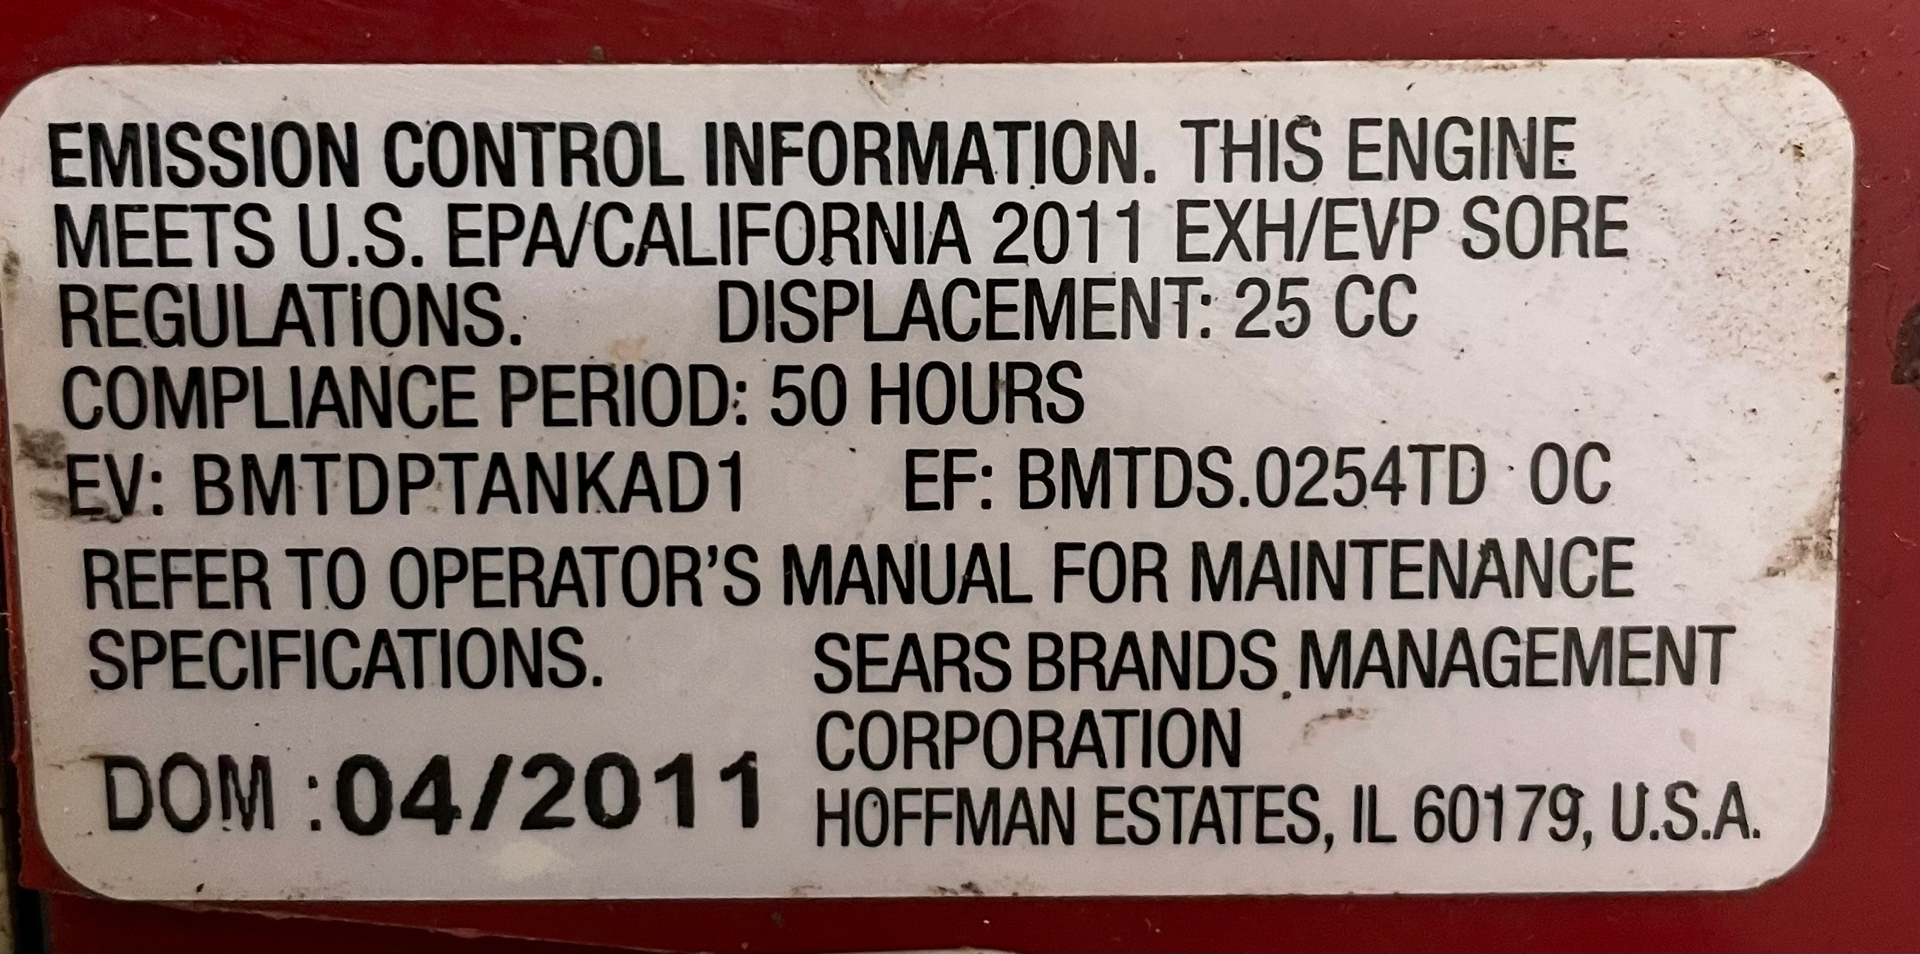 EMISSION CONTROL INFORMATION. THIS ENGINE
MEETS U.S. EPA/CALIFORNIA 2011 EXH/EVP SORE
REGULATIONS. DISPLACEMENT: 25 CC
COMPLIANCE PERIOD: 50 HOURS
EV: BMTDPTANKAD1 EF: BMTDS.0254TD OC
REFER TO OPERATOR'S MANUAL FOR MAINTENANCE
SPECIFICATIONS. SEARS BRANDS MANAGEMENT
CORPORATION
DOM :04/2011 HOFFMAN ESTATES, IL 60179, U.S.A.